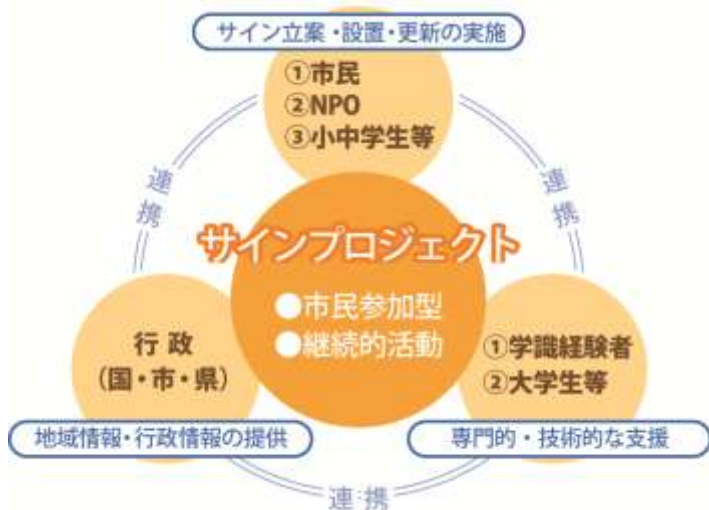 サイン立案・設置・更新の実施
①市民
②NPO
③小中学生等
連携
連携
サインプロジェクト
●市民参加型
●継続的活動
行政
(国・市・県)
地域情報・行政情報の提供
①学識経験者
②大学生等
専門的・技術的な支援
連携